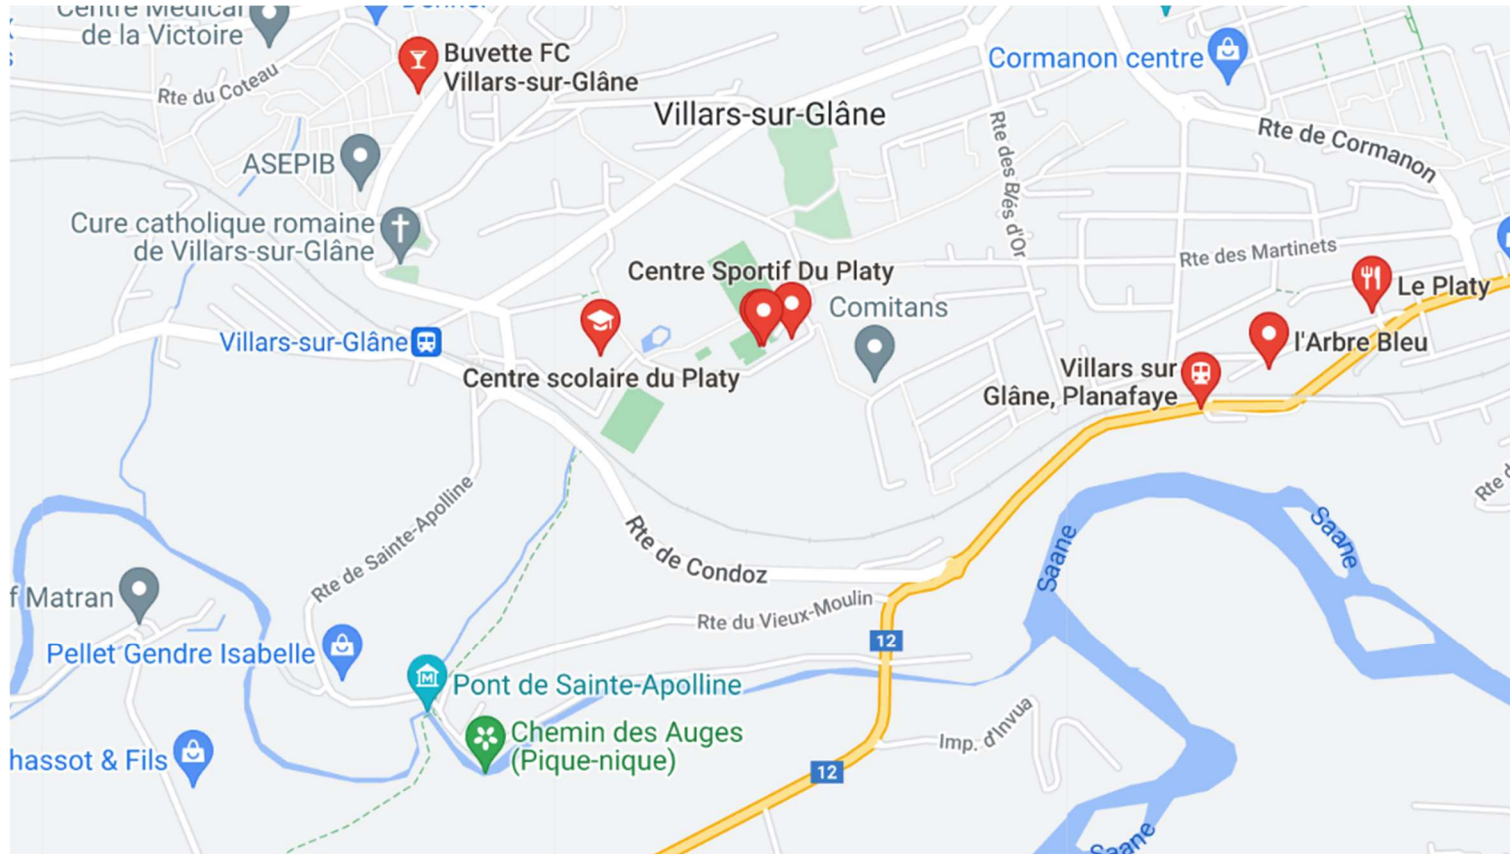 Centre Médical
de la Victoire
Buvette FC
Villars-sur-Glâne
Cormanon centre
Rte du Coteau
Villars-sur-Glâne
Rte de Cormanon
ASEPIB
Rte des Blés d'Or
Cure catholique romaine
de Villars-sur-Glâne
Rte des Martinets
Centre Sportif Du Platy
Le Platy
Comitans
Villars-sur-Glâne
l'Arbre Bleu
Centre scolaire du Platy
Villars sur
Glâne, Planafaye
Rte de Sainte-Apolline
Rte de Condoz
Saane
Saane
f Matran
Rte du Vieux-Moulin
12
Pellet Gendre Isabelle
Pont de Sainte-Apolline
Chemin des Auges
(Pique-nique)
Imp. d'Invua
hassot & Fils
12
Saane